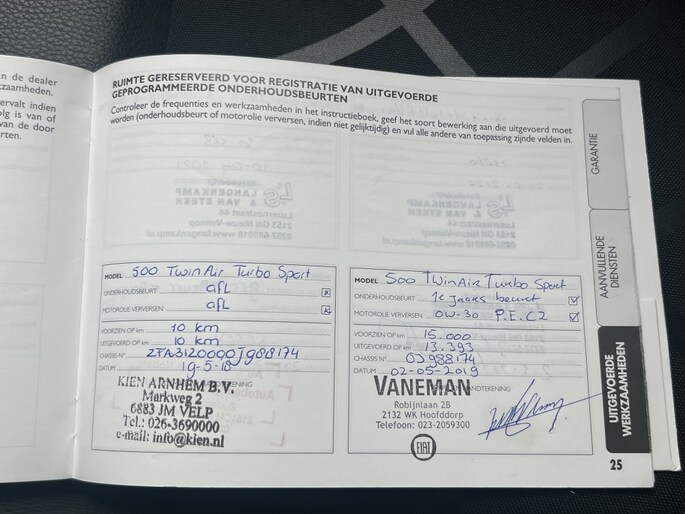 n de dealer
zaamheden.
ervalt indien
lg is van of
van de door
rten.
RUIMTE GERESERVEERD VOOR REGISTRATIE VAN UITGEVOERDE
GEPROGRAMMEERDE ONDERHOUDSBEURTEN
Controleer de frequenties en werkzaamheden in het instructieboek, geef het soort bewerking aan die uitgevoerd moet
worden (onderhoudsbeurt of motorolie verversen, indien niet gelijktijdig) en vul alle andere van toepassing zijnde velden in.
MODEL 500 TwinAir Turbo Sport
ONDERHOUDSBEURT afl
MOTOROLIE VERVERSEN afl
VOORZIEN OP km 10 km
UITGEVOERD OP km 10 km
CHASSIS N° ZFA3120000J988174
DATUM 19-5-18
KIEN ARNHEM B.V.
Markweg 2
6883 JM VELP
Tel.: 026-3690000
e-mail: info@kien.nl
MODEL 500 TwinAir Turbo Sport
ONDERHOUDSBEURT 1e jaars beurt
MOTOROLIE VERVERSEN 0W-30 P.E.C2
VOORZIEN OP km 15.000
UITGEVOERD OP km 13.393
CHASSIS N° 0J988174
DATUM 02-05-2019
VANEMAN
HANDTEKENING
Robijnlaan 2B
2132 WK Hoofddorp
Telefoon: 023-2059300
FIAT
GARANTIE
AANVULLENDE
DIENSTEN
UITGEVOERDE
WERKZAAMHEDEN
25